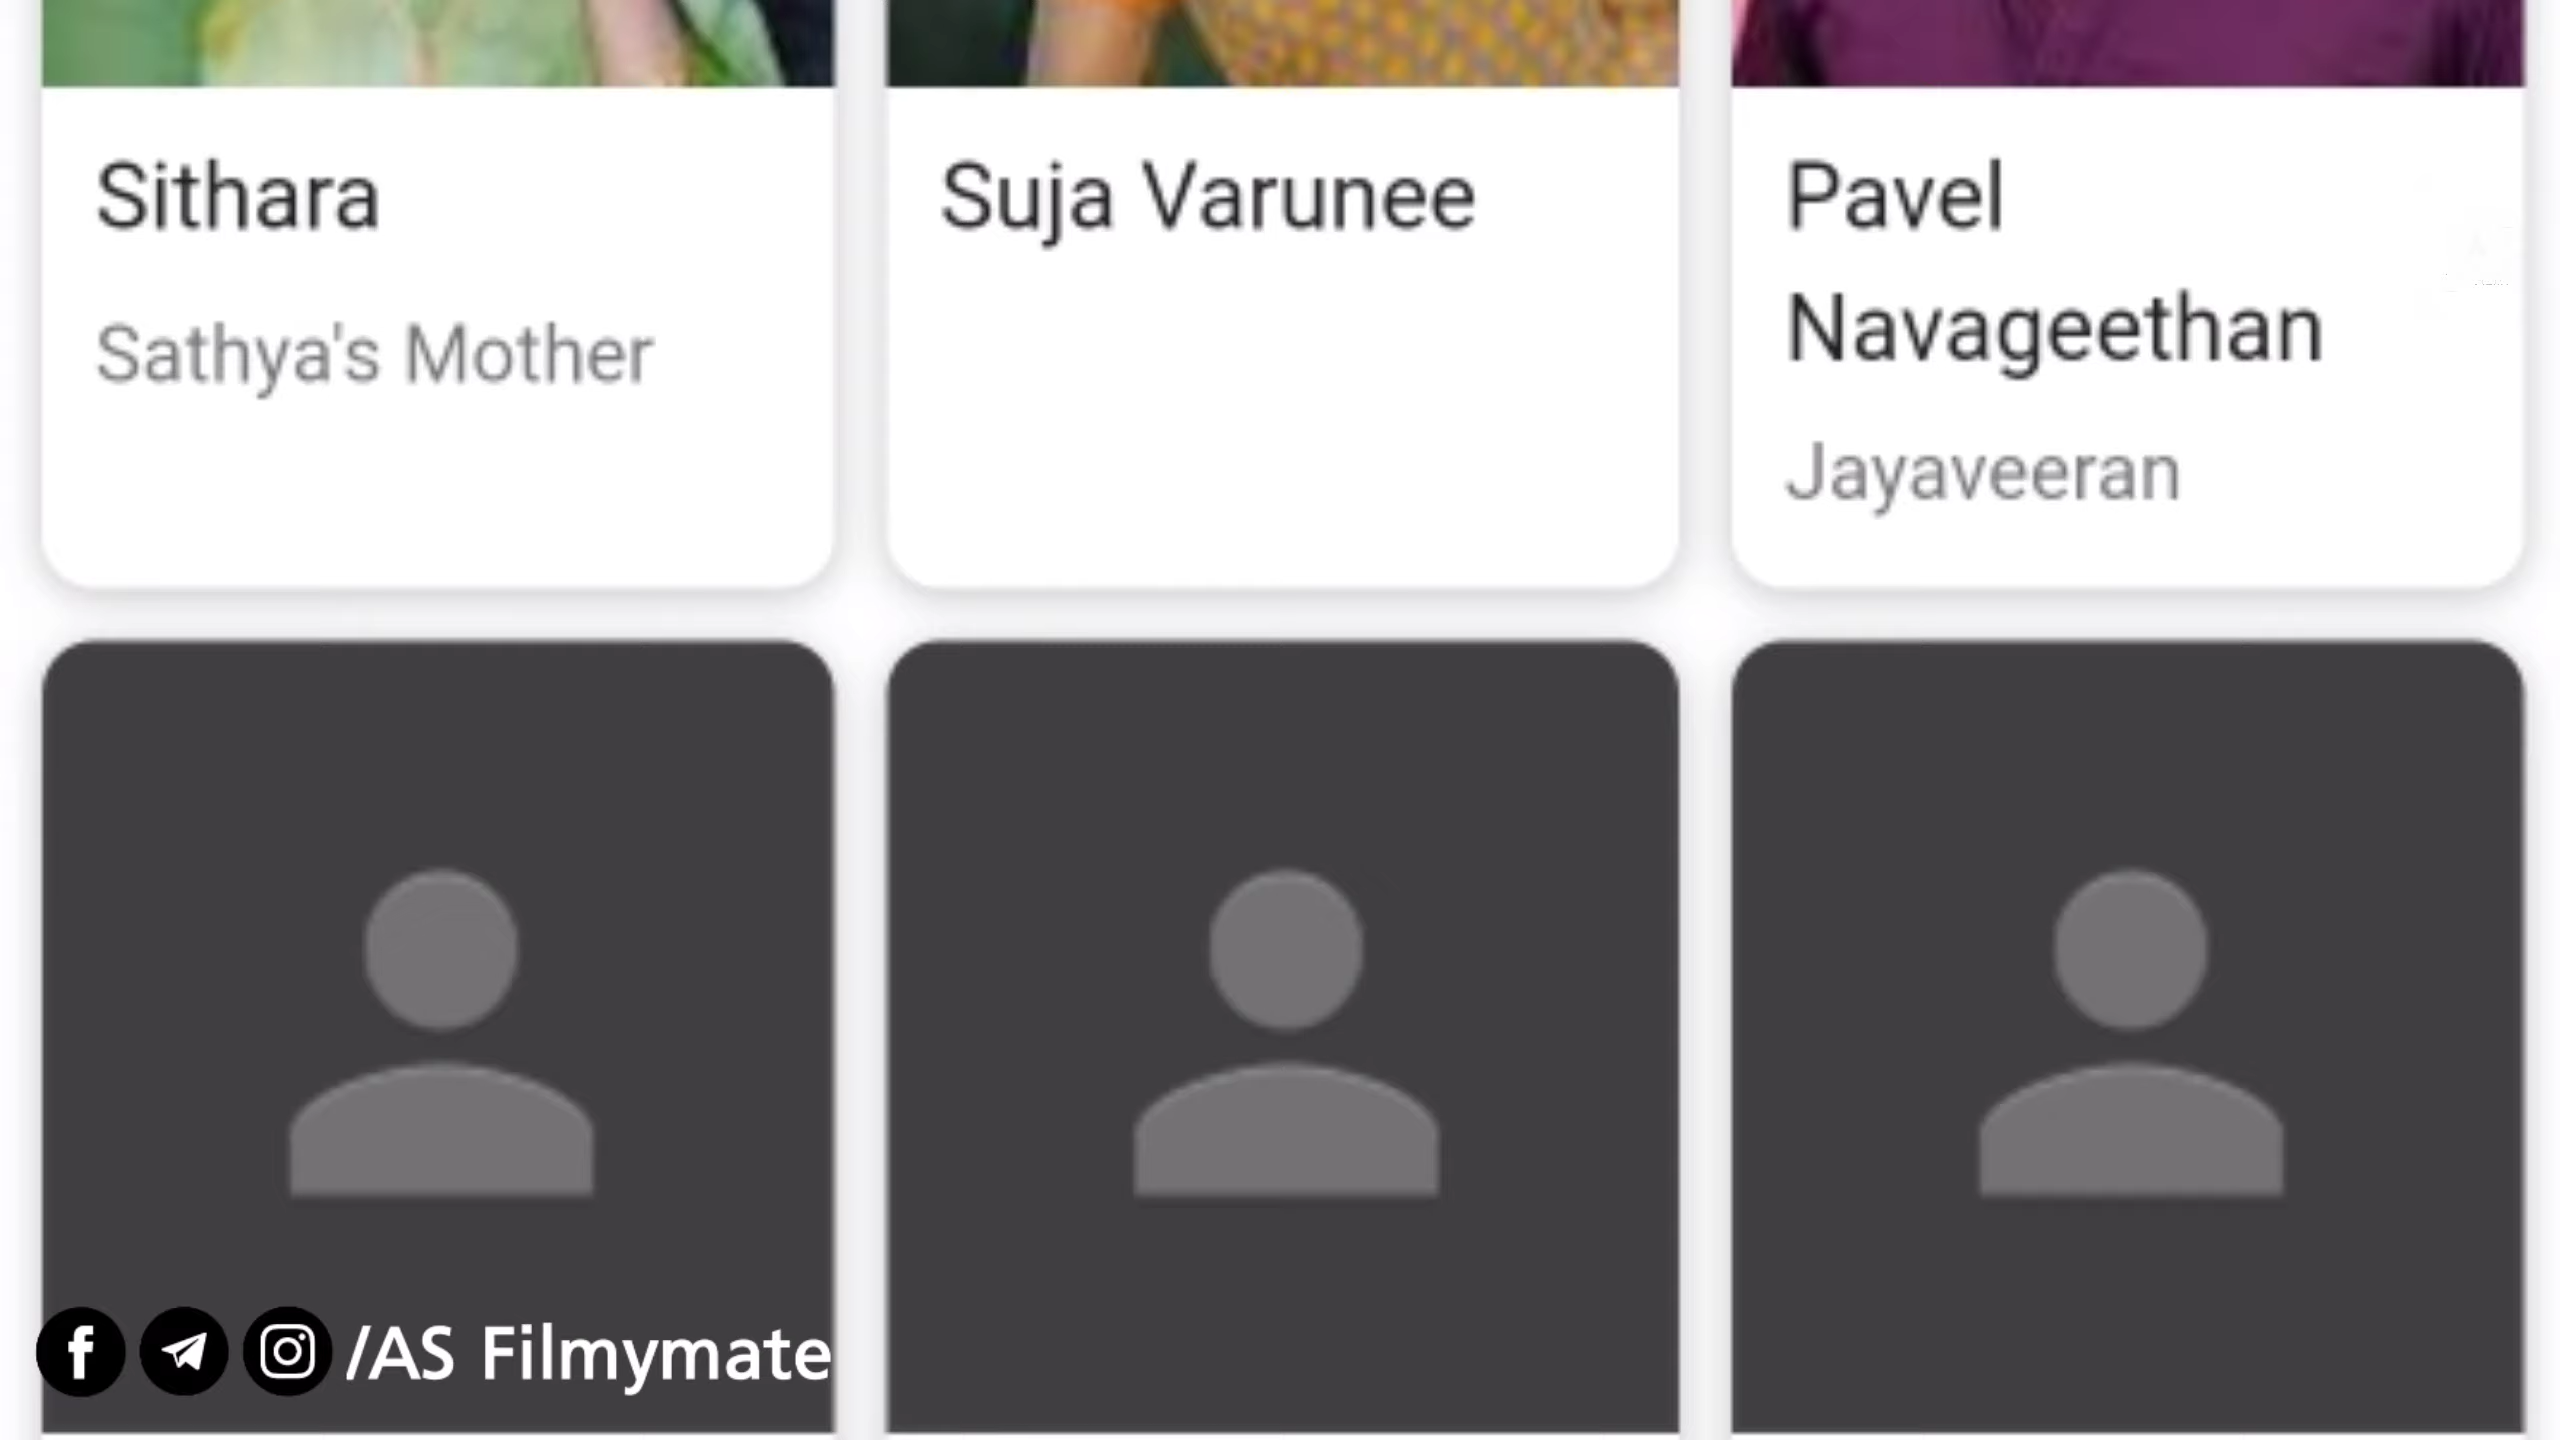 Sithara
Sathya's Mother
Suja Varunee
Pavel
Navageethan
Jayaveeran
/AS Filmymate